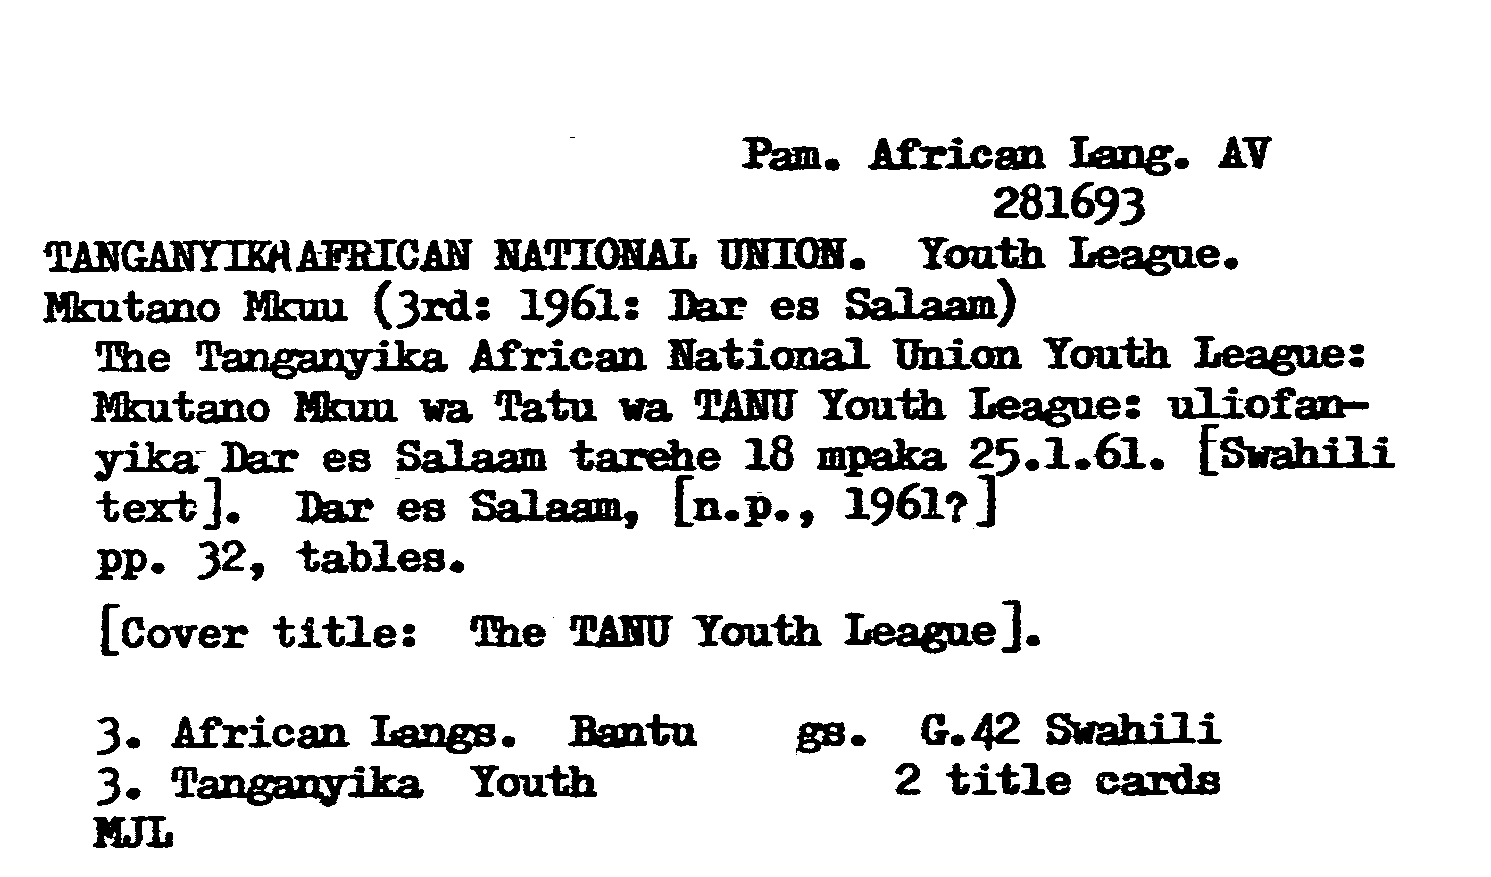 Pam. African Lang. AV
281693
TANGANYIKA AFRICAN NATIONAL UNION. Youth League.
Mkutano Mkuu (3rd: 1961: Dar es Salaam)
The Tanganyika African National Union Youth League:
Mkutano Mkuu wa Tatu wa TANU Youth League: uliofan-
yika Dar es Salaam tarehe 18 mpaka 25.1.61. [Swahili
text]. Dar es Salaam, [n.p., 1961?]
pp. 32, tables.
[Cover title: The TANU Youth League].
3. African Langs. Bantu gs. G.42 Swahili
3. Tanganyika Youth 2 title cards
MJL